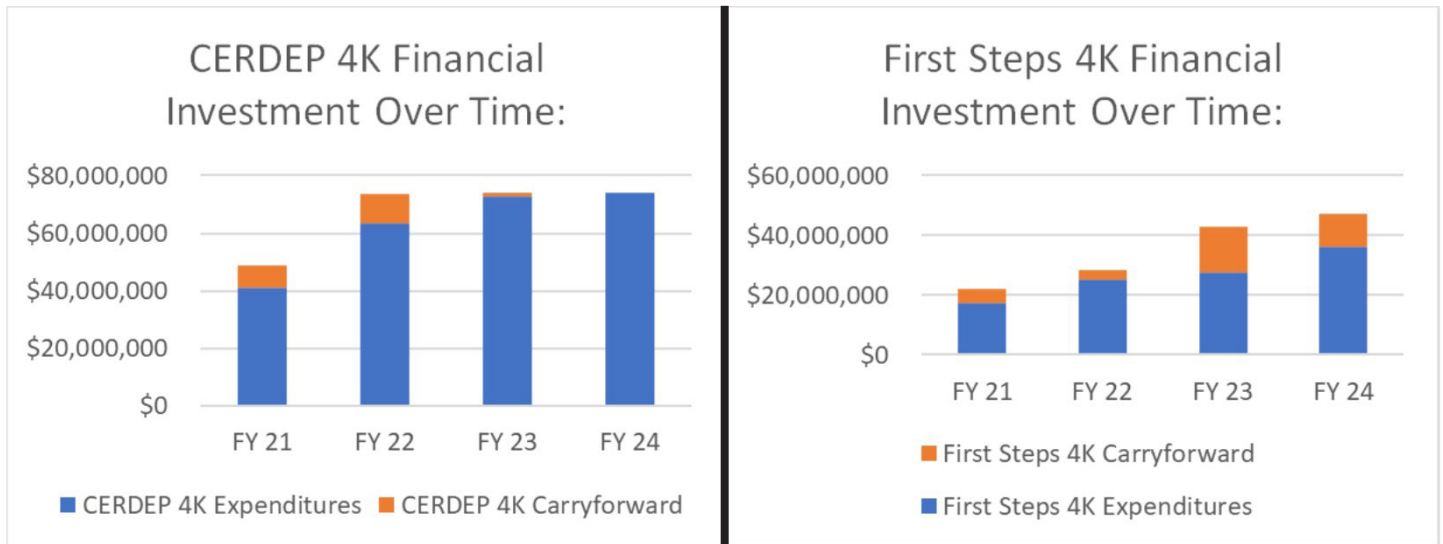 CERDEP 4K Financial
Investment Over Time:
$80,000,000
$60,000,000
$40,000,000
$20,000,000
$0
FY 21
FY 22
FY 23
FY 24
CERDEP 4K Expenditures
CERDEP 4K Carryforward
First Steps 4K Financial
Investment Over Time:
$60,000,000
$40,000,000
$20,000,000
$0
FY 21
FY 22
FY 23
FY 24
First Steps 4K Carryforward
First Steps 4K Expenditures